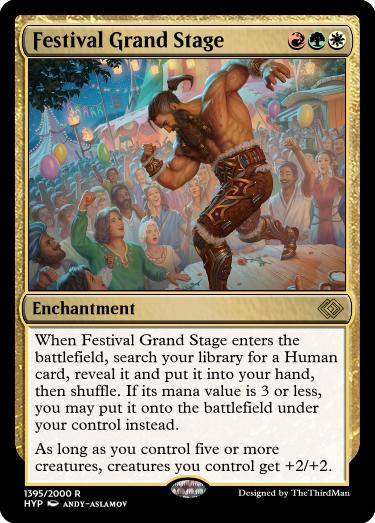 Festival Grand Stage
Enchantment
When Festival Grand Stage enters the
battlefield, search your library for a Human
card, reveal it and put it into your hand,
then shuffle. If its mana value is 3 or less,
you may put it onto the battlefield under
your control instead.
As long as you control five or more
creatures, creatures you control get +2/+2.
1395/2000 R
HYP ANDY-ASLAMOV
Designed by TheThirdMan